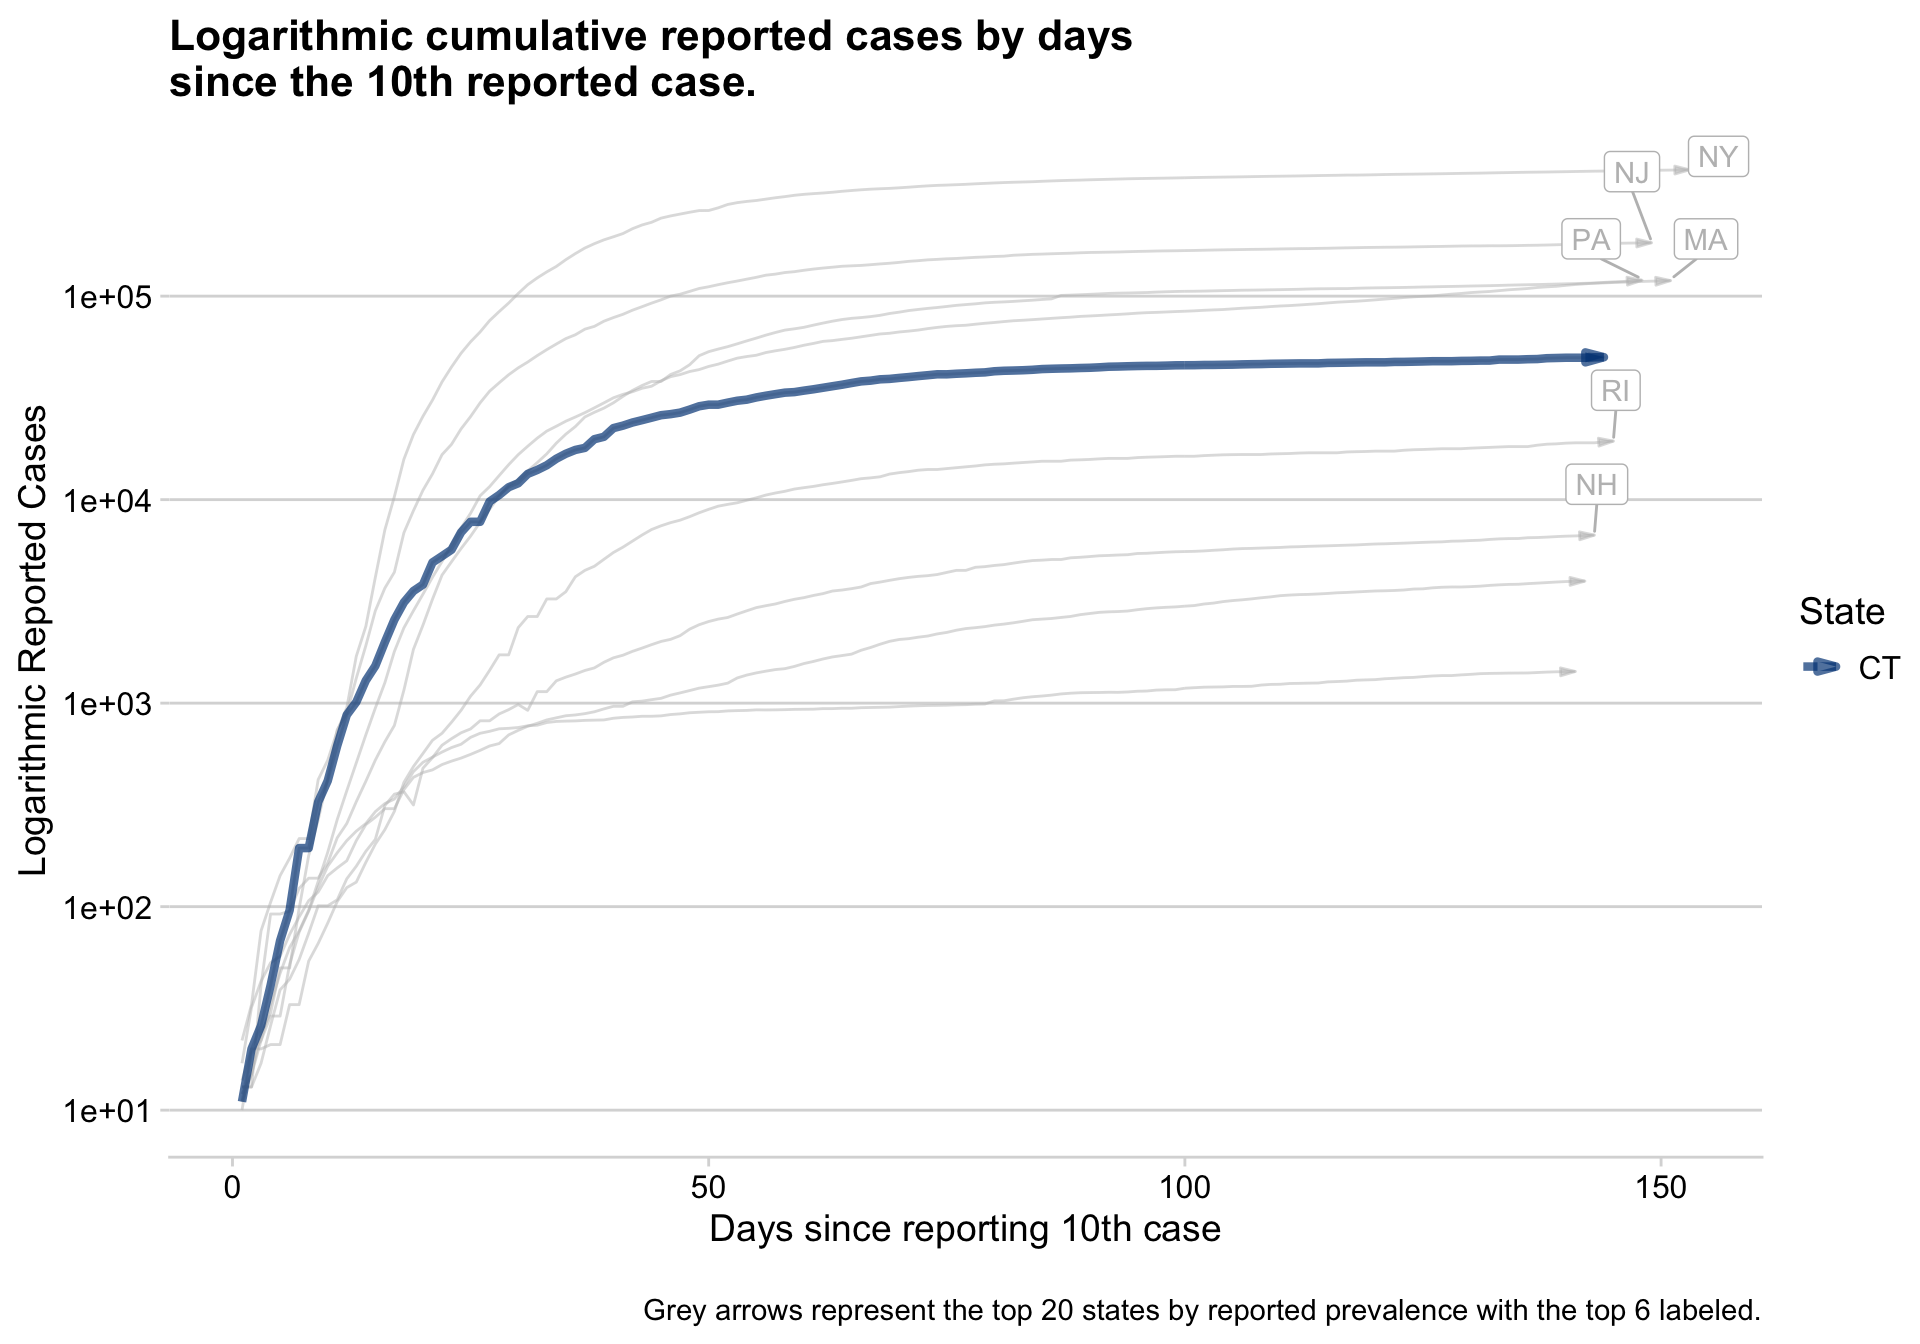 Logarithmic cumulative reported cases by days
since the 10th reported case.
NY
NJ
PA
MA
1e+05
RI
NH
1e+04
1e+03
1e+02
1e+01
Logarithmic Reported Cases
State
CT
0
50
100
150
Days since reporting 10th case
Grey arrows represent the top 20 states by reported prevalence with the top 6 labeled.